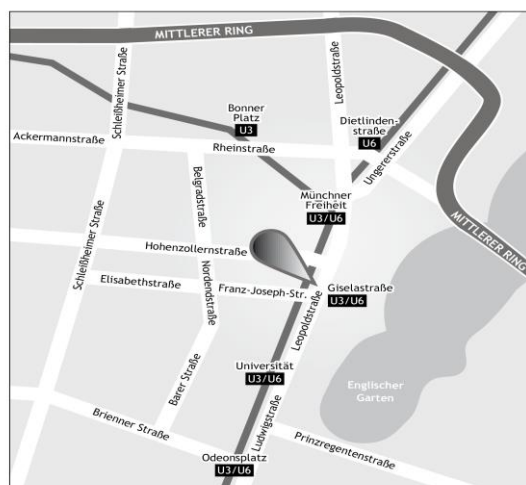 MITTLERER RING
Schleißheimer Straße
Leopoldstraße
Bonner
Platz
U3
Dietlinden-
straße
U6
Ackermannstraße
Rheinstraße
Ungererstraße
Belgradstraße
Münchner
Freiheit
U3/U6
MITTLERER RING
Schleißheimer Straße
Hohenzollernstraße
Nordendstraße
Elisabethstraße
Franz-Joseph-Str.
Giselastraße
U3/U6
Leopoldstraße
Universität
U3/U6
Barer Straße
Englischer
Garten
Brienner Straße
Ludwigstraße
Prinzregentenstraße
Odeonsplatz
U3/U6